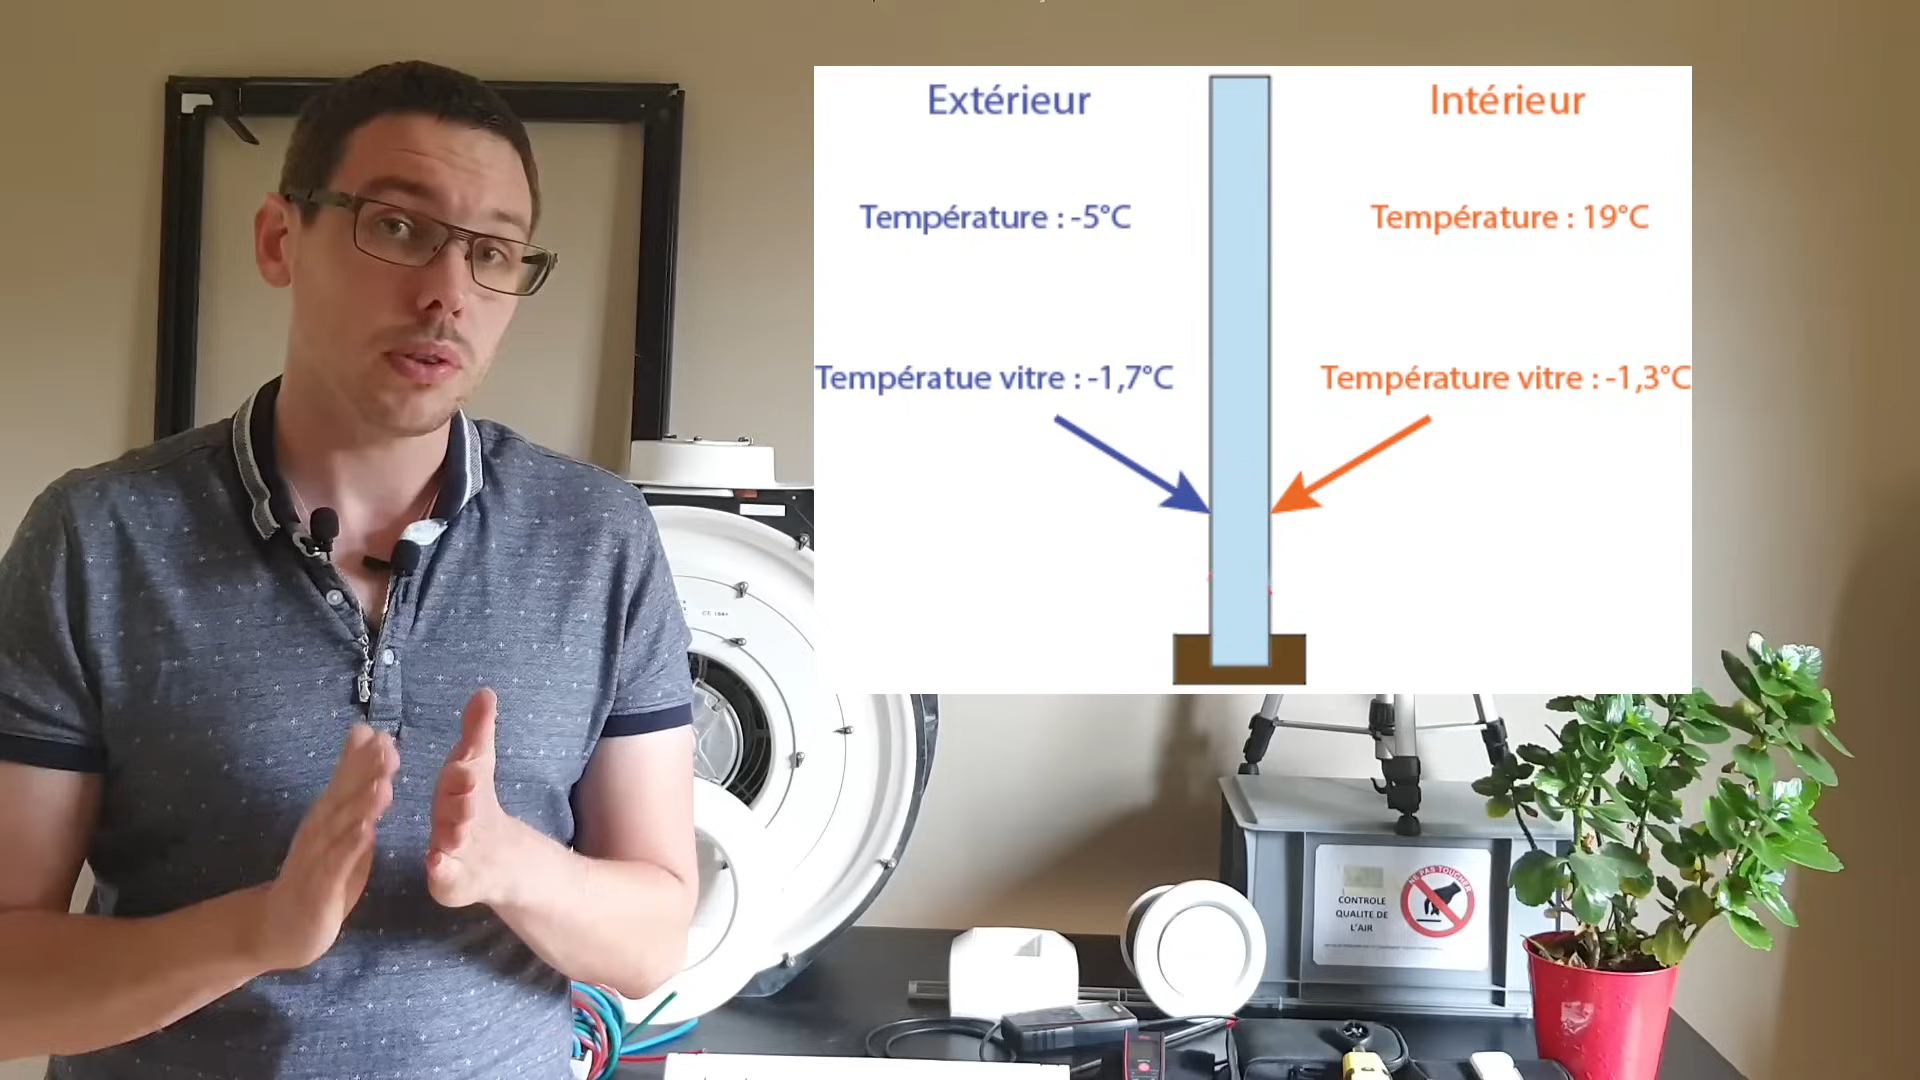 Extérieur
Intérieur
Température : -5°C
Température : 19°C
Températue vitre : -1,7°C
Température vitre : -1,3°C
NE PAS TOUCHER
CONTROLE
QUALITE DE
L'AIR